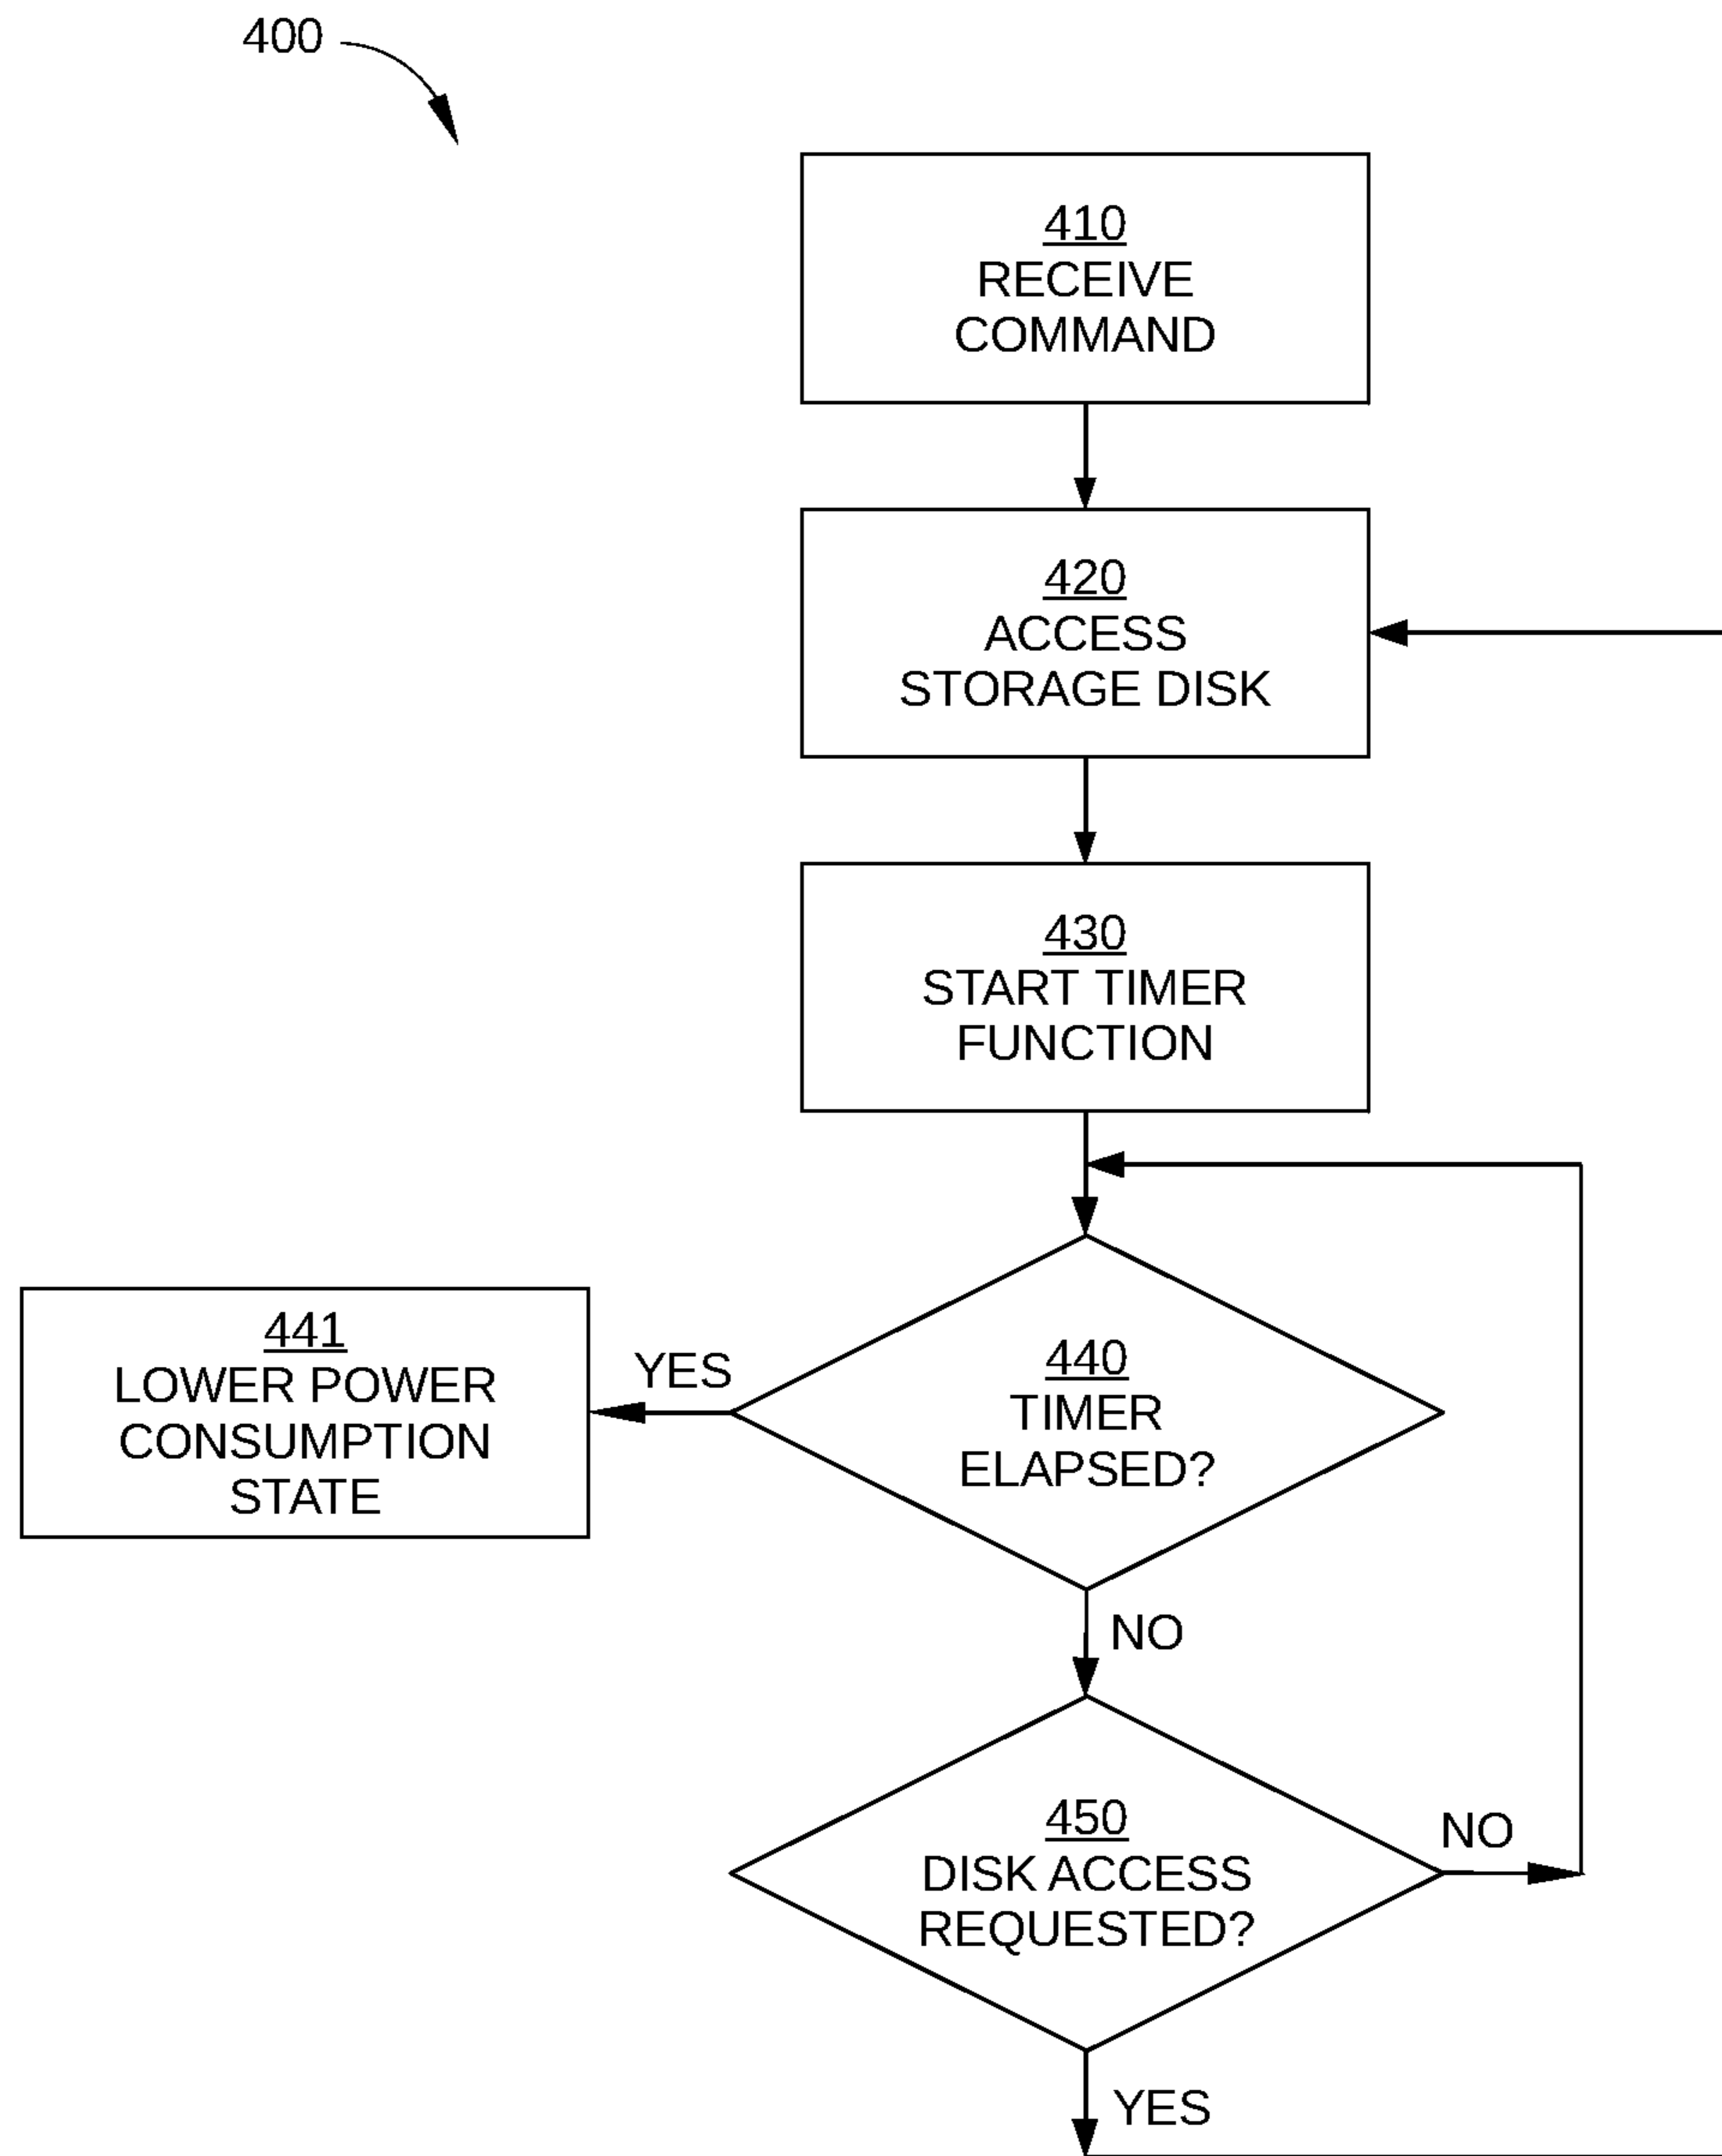 400
410
RECEIVE
COMMAND
420
ACCESS
STORAGE DISK
430
START TIMER
FUNCTION
441
LOWER POWER
CONSUMPTION
STATE
YES
440
TIMER
ELAPSED?
NO
450
DISK ACCESS
REQUESTED?
NO
YES